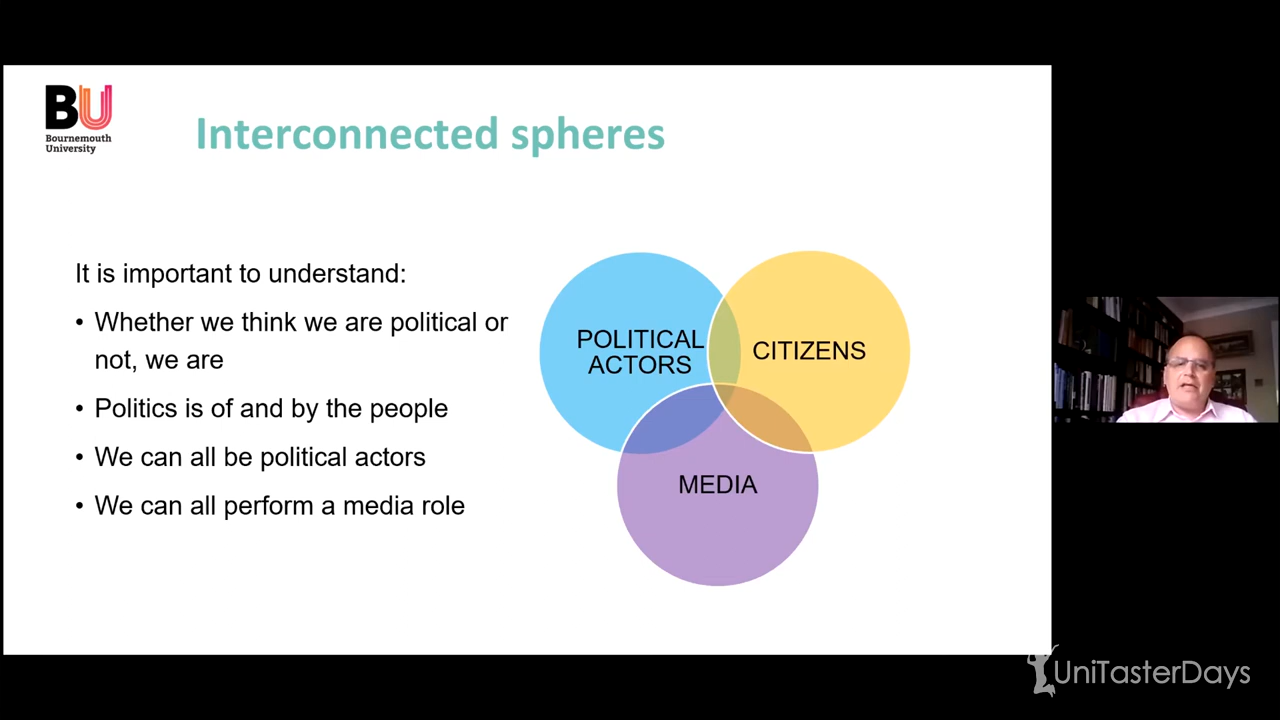 BU
Bournemouth
University
Interconnected spheres
It is important to understand:
• Whether we think we are political or
not, we are
• Politics is of and by the people
• We can all be political actors
• We can all perform a media role
POLITICAL
ACTORS
CITIZENS
MEDIA
UniTasterDays